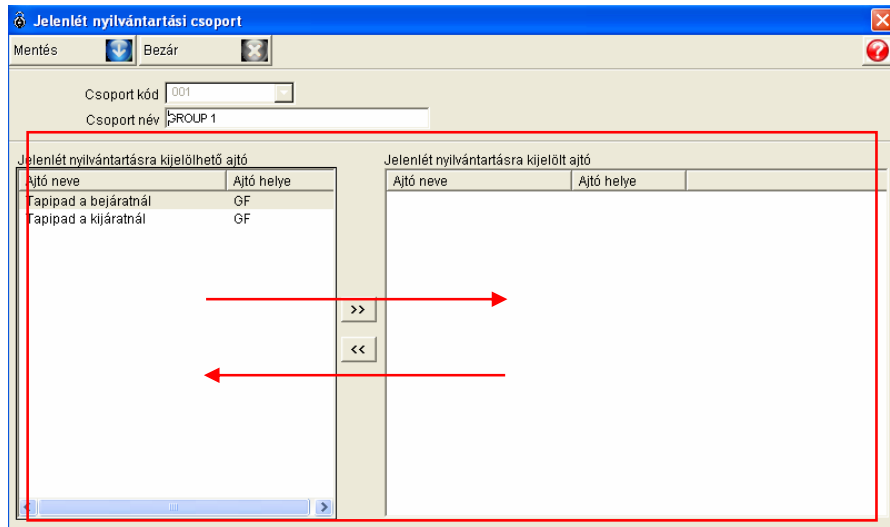 Jelenlét nyilvántartási csoport
Mentés Bezár
Csoport kód 001
Csoport név GROUP 1
Jelenlét nyilvántartásra kijelölhető ajtó Jelenlét nyilvántartásra kijelölt ajtó
Ajtó neve Ajtó helye Ajtó neve Ajtó helye
Tapipad a bejáratnál GF
Tapipad a kijáratnál GF
>>
<<